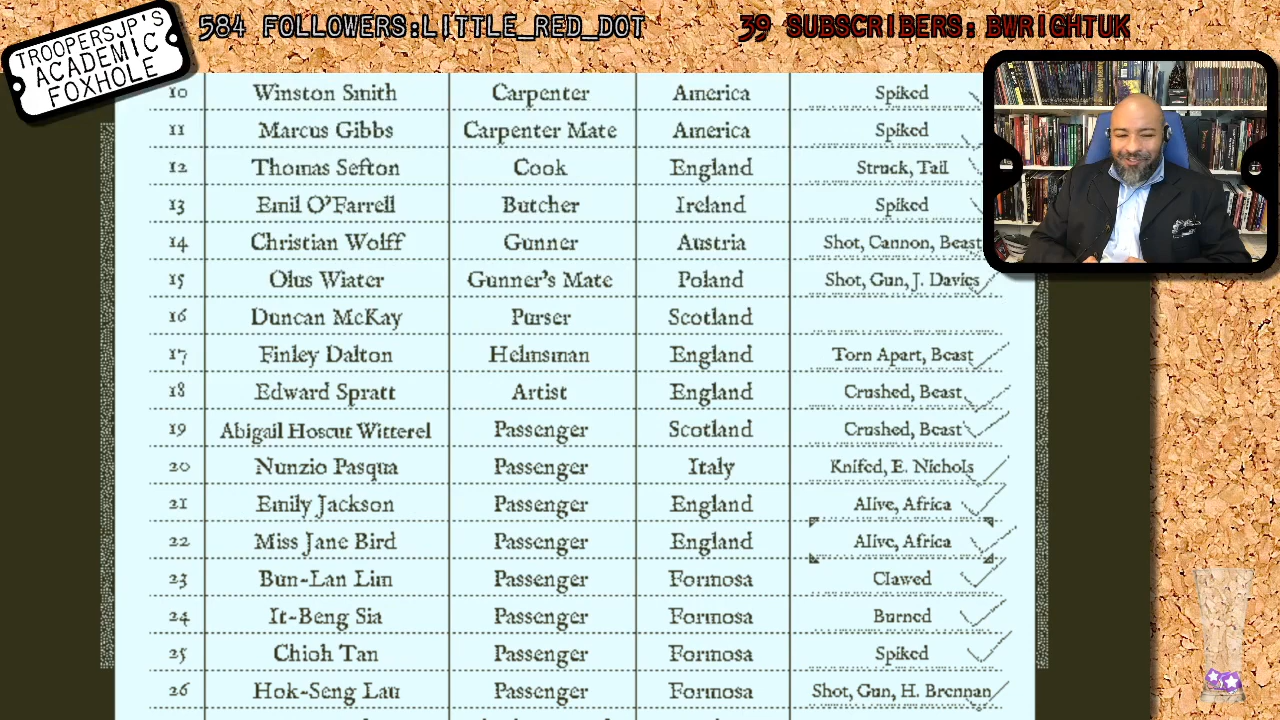 TROOPERSJP'S
ACADEMIC
FOXHOLE
584 FOLLOWERS:LITTLE_RED_DOT
39 SUBSCRIBERS: BWRIGHTUK
10 Winston Smith Carpenter America Spiked
11 Marcus Gibbs Carpenter Mate America Spiked
12 Thomas Sefton Cook England Struck, Tail
13 Emil O'Farrell Butcher Ireland Spiked
14 Christian Wolff Gunner Austria Shot, Cannon, Beast
15 Olus Wiater Gunner's Mate Poland Shot, Gun, J. Davies
16 Duncan McKay Purser Scotland
17 Finley Dalton Helmsman England Torn Apart, Beast
18 Edward Spratt Artist England Crushed, Beast
19 Abigail Hoscut Witterel Passenger Scotland Crushed, Beast
20 Nunzio Pasqua Passenger Italy Knifed, E. Nichols
21 Emily Jackson Passenger England Alive, Africa
22 Miss Jane Bird Passenger England Alive, Africa
23 Bun-Lan Lim Passenger Formosa Clawed
24 It-Beng Sia Passenger Formosa Burned
25 Chioh Tan Passenger Formosa Spiked
26 Hok-Seng Lau Passenger Formosa Shot, Gun, H. Brennan